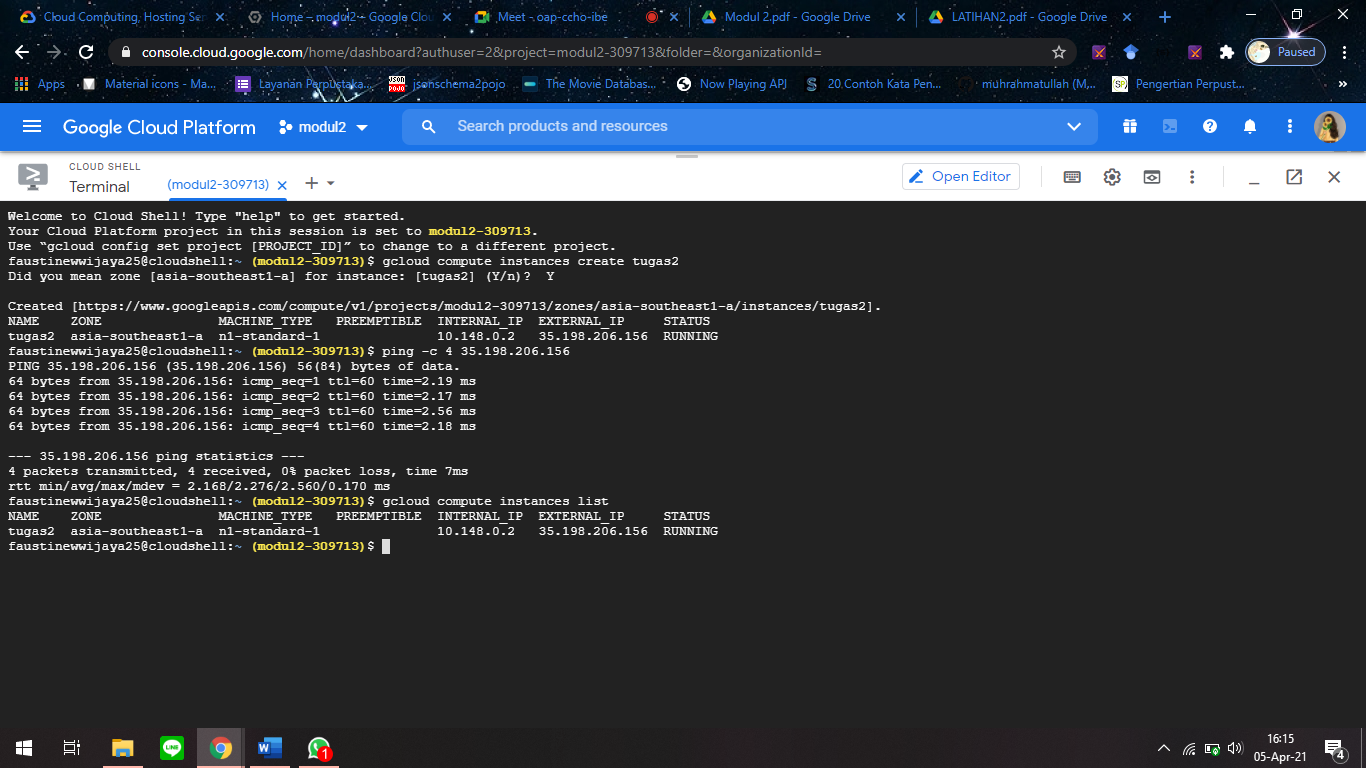 Cloud Computing, Hosting Ser
Home – modul2 – Google Clou
Meet - oap-ccho-ibe
Modul 2.pdf - Google Drive
LATIHAN2.pdf - Google Drive
console.cloud.google.com/home/dashboard?authuser=2&project=modul2-309713&folder=&organizationId=
Paused
Apps
Material icons - Ma...
Layanan Perpustaka...
jsonschema2pojo
The Movie Databas...
Now Playing APJ
20 Contoh Kata Pen...
muhrahmatullah (M...
Pengertian Perpust...
Google Cloud Platform
modul2
Search products and resources
CLOUD SHELL
Terminal
(modul2-309713)
Open Editor
Welcome to Cloud Shell! Type "help" to get started.
Your Cloud Platform project in this session is set to modul2-309713.
Use “gcloud config set project [PROJECT_ID]” to change to a different project.
faustinewwijaya25@cloudshell:~ (modul2-309713)$ gcloud compute instances create tugas2
Did you mean zone [asia-southeast1-a] for instance: [tugas2] (Y/n)?  Y
Created [https://www.googleapis.com/compute/v1/projects/modul2-309713/zones/asia-southeast1-a/instances/tugas2].
NAME    ZONE               MACHINE_TYPE   PREEMPTIBLE  INTERNAL_IP  EXTERNAL_IP     STATUS
tugas2  asia-southeast1-a  n1-standard-1               10.148.0.2   35.198.206.156  RUNNING
faustinewwijaya25@cloudshell:~ (modul2-309713)$ ping -c 4 35.198.206.156
PING 35.198.206.156 (35.198.206.156) 56(84) bytes of data.
64 bytes from 35.198.206.156: icmp_seq=1 ttl=60 time=2.19 ms
64 bytes from 35.198.206.156: icmp_seq=2 ttl=60 time=2.17 ms
64 bytes from 35.198.206.156: icmp_seq=3 ttl=60 time=2.56 ms
64 bytes from 35.198.206.156: icmp_seq=4 ttl=60 time=2.18 ms
--- 35.198.206.156 ping statistics ---
4 packets transmitted, 4 received, 0% packet loss, time 7ms
rtt min/avg/max/mdev = 2.168/2.276/2.560/0.170 ms
faustinewwijaya25@cloudshell:~ (modul2-309713)$ gcloud compute instances list
NAME    ZONE               MACHINE_TYPE   PREEMPTIBLE  INTERNAL_IP  EXTERNAL_IP     STATUS
tugas2  asia-southeast1-a  n1-standard-1               10.148.0.2   35.198.206.156  RUNNING
faustinewwijaya25@cloudshell:~ (modul2-309713)$
LINE
1
16:15
05-Apr-21
4